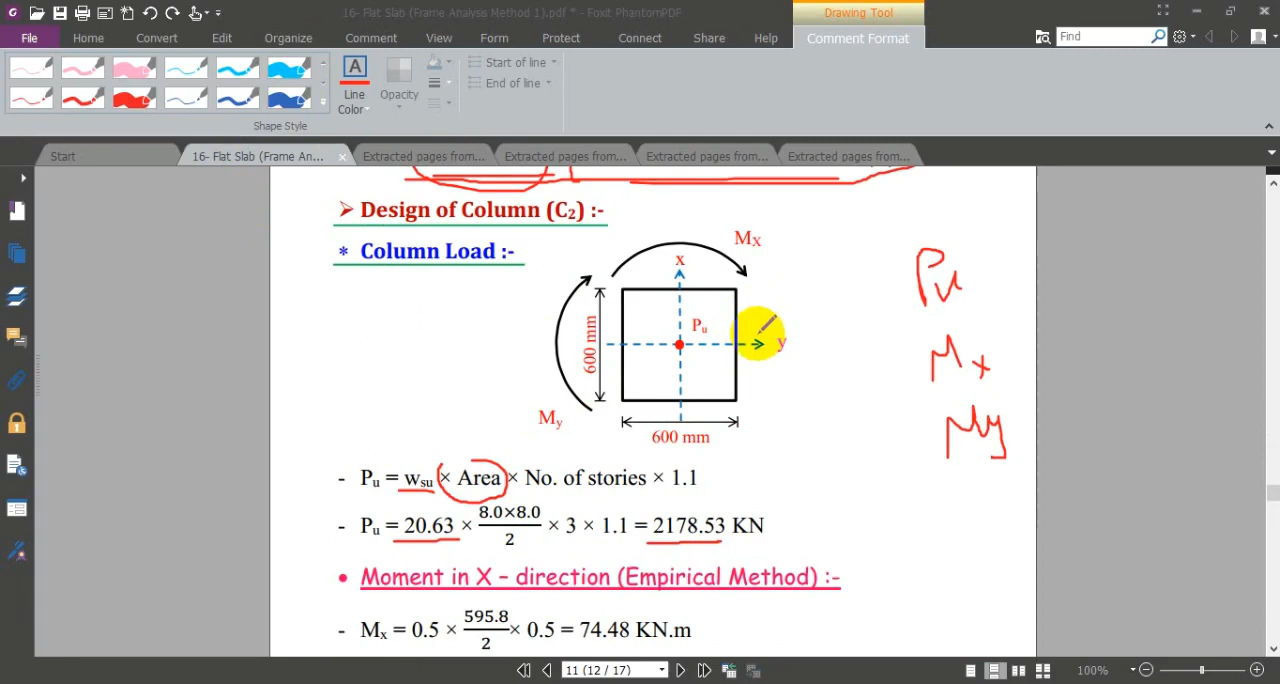 16- Flat Slab (Frame Analysis Method 1).pdf * - Foxit PhantomPDF
Drawing Tool
File Home Convert Edit Organize Comment View Form Protect Connect Share Help Comment Format
Find
Line Color
Opacity
Start of line
End of line
Shape Style
Start
16- Flat Slab (Frame An...
Extracted pages from...
Extracted pages from...
Extracted pages from...
Extracted pages from...
➢ Design of Column (C₂) :-
* Column Load :-
Mₓ
x
Pᵤ
600 mm
y
M_y
600 mm
Pu
Mx
My
- Pᵤ = w_su × Area × No. of stories × 1.1
- Pᵤ = 20.63 × 8.0×8.0/2 × 3 × 1.1 = 2178.53 KN
• Moment in X – direction (Empirical Method) :-
- Mₓ = 0.5 × 595.8/2 × 0.5 = 74.48 KN.m
11 (12 / 17)
100%